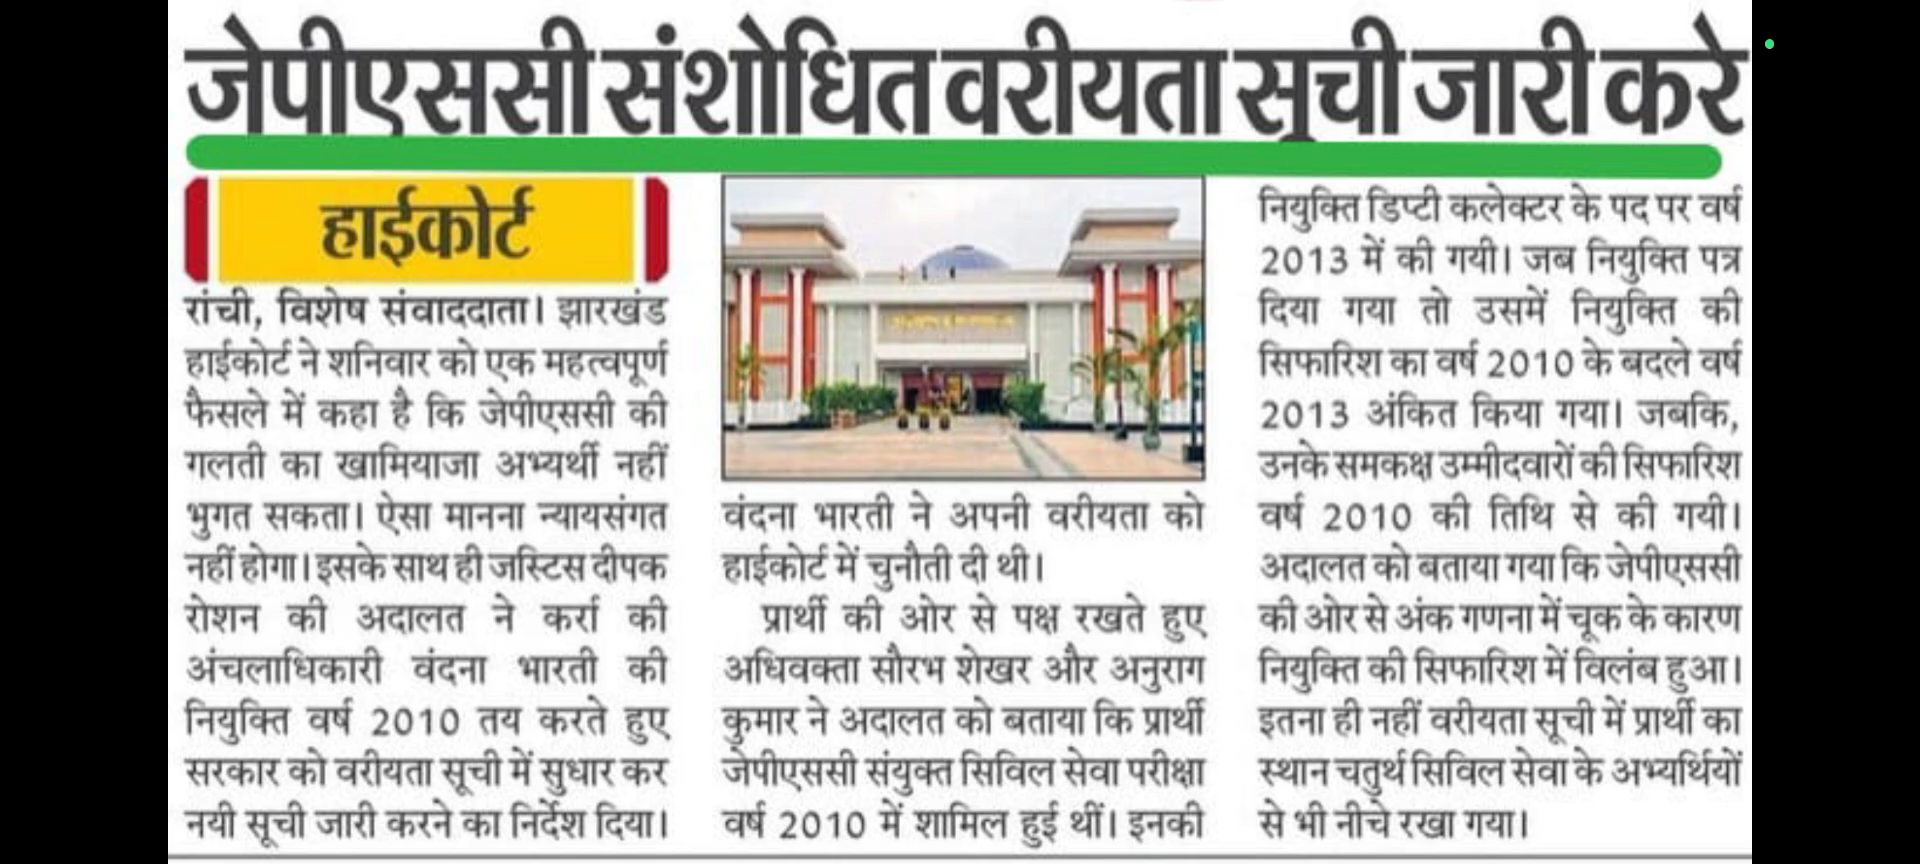 जेपीएससी संशोधित वरीयता सूची जारी करे
हाईकोर्ट
रांची, विशेष संवाददाता। झारखंड
हाईकोर्ट ने शनिवार को एक महत्वपूर्ण
फैसले में कहा है कि जेपीएससी की
गलती का खामियाजा अभ्यर्थी नहीं
भुगत सकता। ऐसा मानना न्यायसंगत
नहीं होगा। इसके साथ ही जस्टिस दीपक
रोशन की अदालत ने कर्रा की
अंचलाधिकारी वंदना भारती की
नियुक्ति वर्ष 2010 तय करते हुए
सरकार को वरीयता सूची में सुधार कर
नयी सूची जारी करने का निर्देश दिया।
वंदना भारती ने अपनी वरीयता को
हाईकोर्ट में चुनौती दी थी।
प्रार्थी की ओर से पक्ष रखते हुए
अधिवक्ता सौरभ शेखर और अनुराग
कुमार ने अदालत को बताया कि प्रार्थी
जेपीएससी संयुक्त सिविल सेवा परीक्षा
वर्ष 2010 में शामिल हुई थीं। इनकी
नियुक्ति डिप्टी कलेक्टर के पद पर वर्ष
2013 में की गयी। जब नियुक्ति पत्र
दिया गया तो उसमें नियुक्ति की
सिफारिश का वर्ष 2010 के बदले वर्ष
2013 अंकित किया गया। जबकि,
उनके समकक्ष उम्मीदवारों की सिफारिश
वर्ष 2010 की तिथि से की गयी।
अदालत को बताया गया कि जेपीएससी
की ओर से अंक गणना में चूक के कारण
नियुक्ति की सिफारिश में विलंब हुआ।
इतना ही नहीं वरीयता सूची में प्रार्थी का
स्थान चतुर्थ सिविल सेवा के अभ्यर्थियों
से भी नीचे रखा गया।